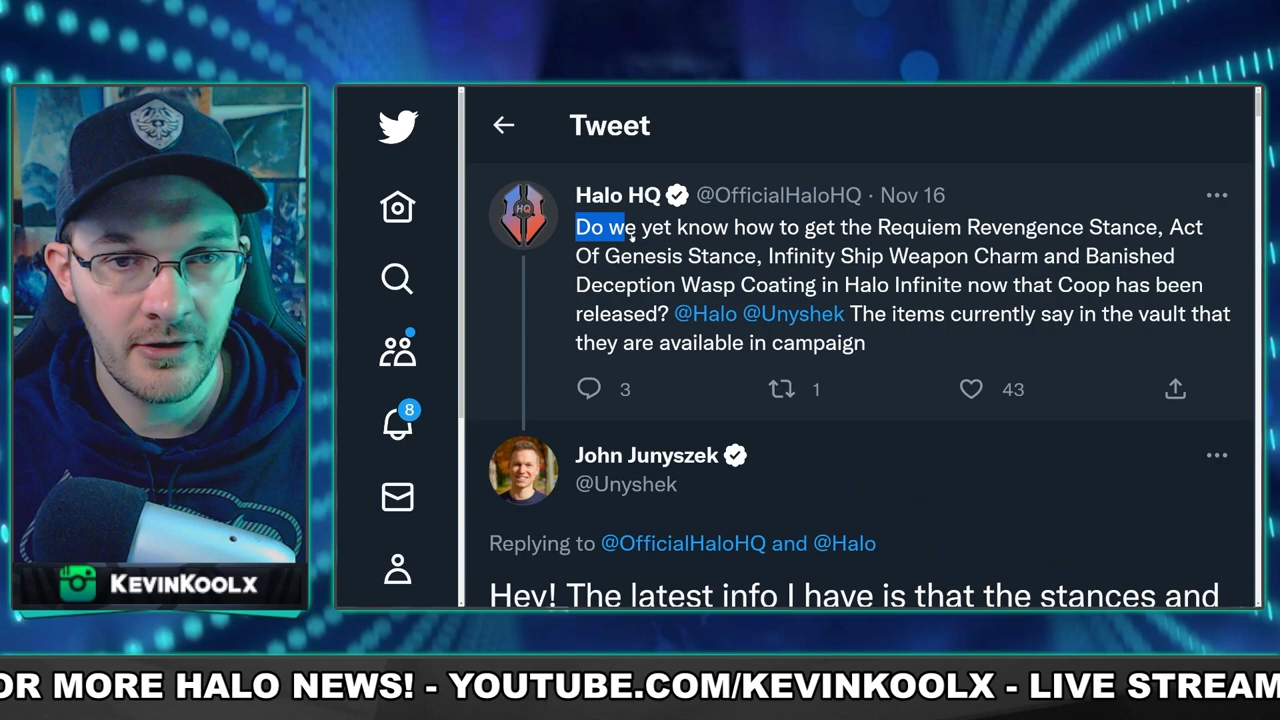 Tweet
HQ
Halo HQ @OfficialHaloHQ · Nov 16
Do we yet know how to get the Requiem Revengence Stance, Act
Of Genesis Stance, Infinity Ship Weapon Charm and Banished
Deception Wasp Coating in Halo Infinite now that Coop has been
released? @Halo @Unyshek The items currently say in the vault that
they are available in campaign
3 1 43
8
John Junyszek
@Unyshek
Replying to @OfficialHaloHQ and @Halo
Hey! The latest info I have is that the stances and
KEVINKOOLX
OR MORE HALO NEWS! - YOUTUBE.COM/KEVINKOOLX - LIVE STREAM